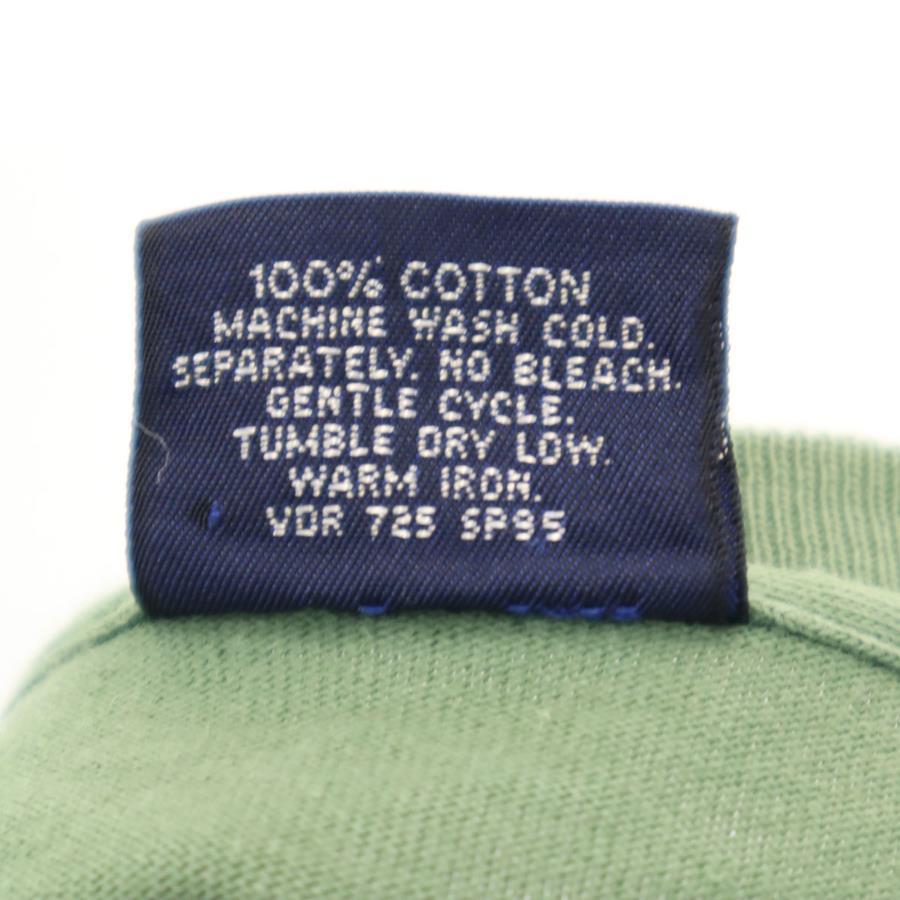 100% COTTON
MACHINE WASH COLD.
SEPARATELY. NO BLEACH.
GENTLE CYCLE.
TUMBLE DRY LOW.
WARM IRON.
VDR 725 SP95